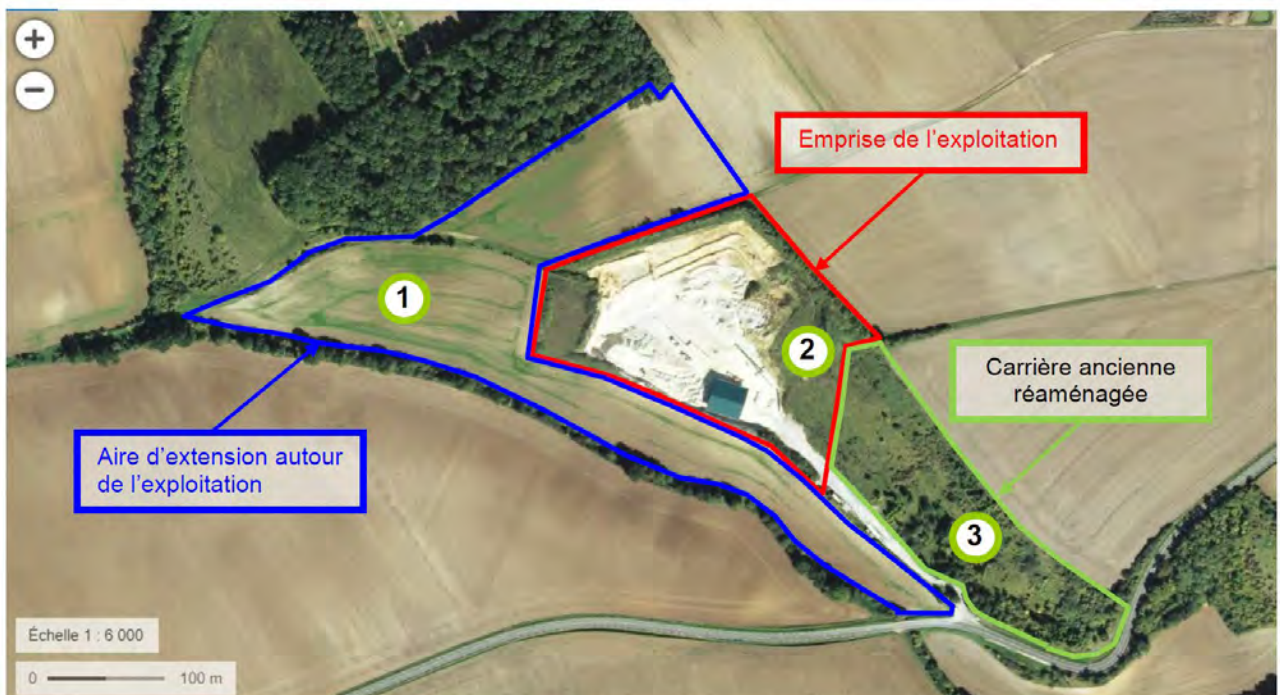 +
−
Emprise de l’exploitation
1
2
Carrière ancienne
réaménagée
Aire d’extension autour
de l’exploitation
3
Échelle 1 : 6 000
0 100 m